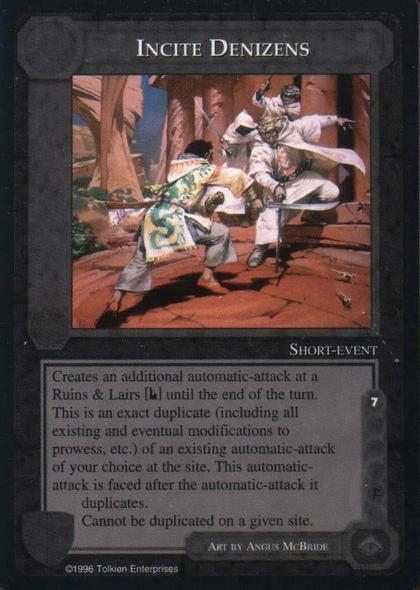 Incite Denizens
Short-event
Creates an additional automatic-attack at a
Ruins & Lairs [] until the end of the turn.
This is an exact duplicate (including all
existing and eventual modifications to
prowess, etc.) of an existing automatic-attack
of your choice at the site. This automatic-
attack is faced after the automatic-attack it
duplicates.
Cannot be duplicated on a given site.
7
Art by Angus McBride
©1996 Tolkien Enterprises